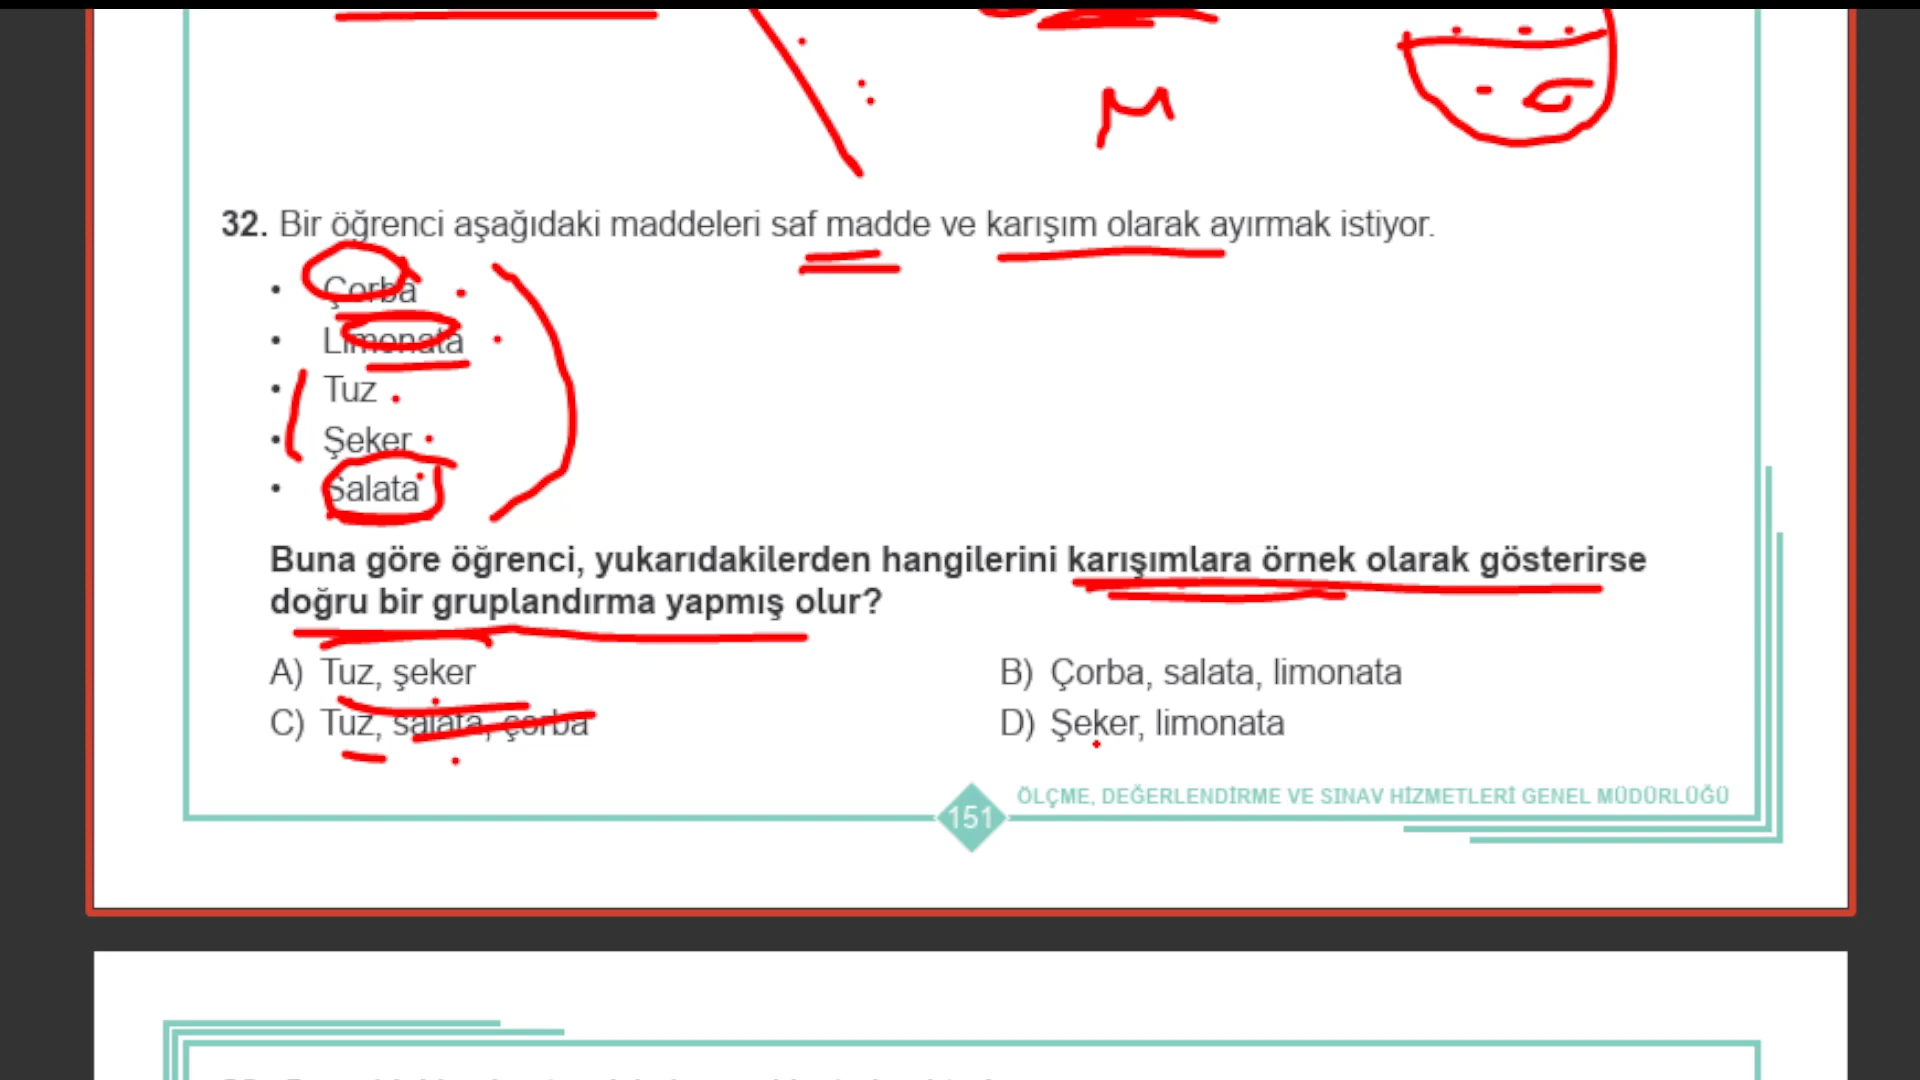 32. Bir öğrenci aşağıdaki maddeleri saf madde ve karışım olarak ayırmak istiyor.
• Çorba
• Limonata
• Tuz
• Şeker
• Salata
Buna göre öğrenci, yukarıdakilerden hangilerini karışımlara örnek olarak gösterirse
doğru bir gruplandırma yapmış olur?
A) Tuz, şeker
B) Çorba, salata, limonata
C) Tuz, salata, çorba
D) Şeker, limonata
ÖLÇME, DEĞERLENDİRME VE SINAV HİZMETLERİ GENEL MÜDÜRLÜĞÜ
151